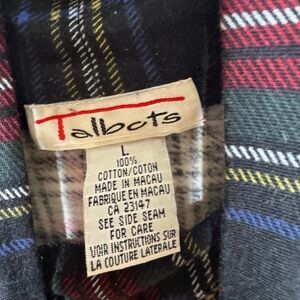 Talbots
L
100%
COTTON/COTON
MADE IN MACAU
FABRIQUE EN MACAU
CA 23147
SEE SIDE SEAM
FOR CARE
VOIR INSTRUCTIONS SUR
LA COUTURE LATERALE